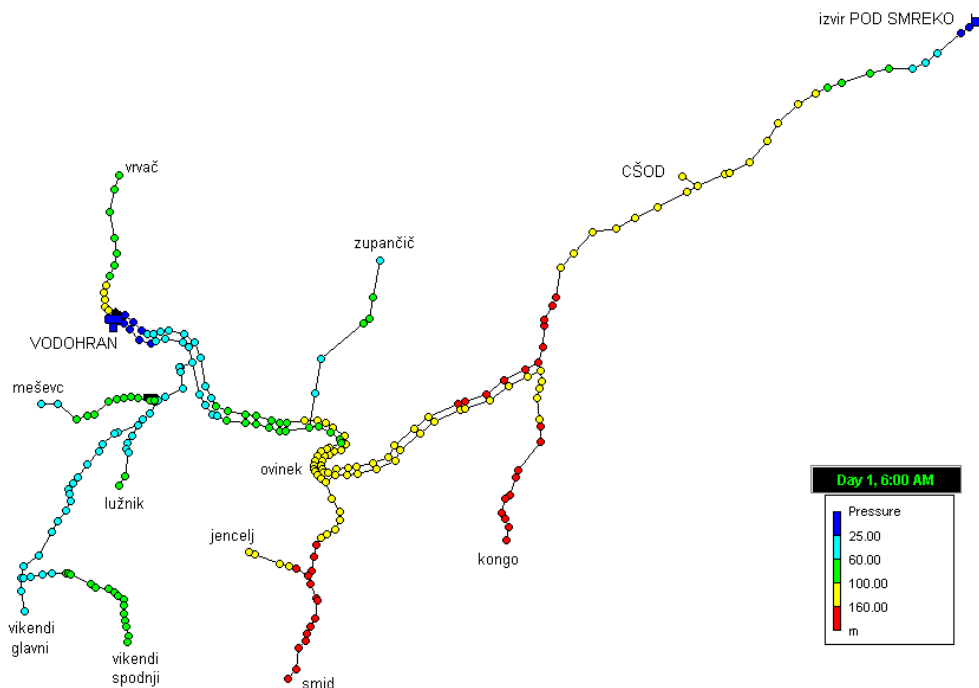 izvir POD SMREKO
CŠOD
vrvač
zupančič
VODOHRAN
meševc
lužnik
ovinek
jencelj
kongo
vikendi
glavni
vikendi
spodnji
smid
Day 1, 6:00 AM
Pressure
25.00
60.00
100.00
160.00
m